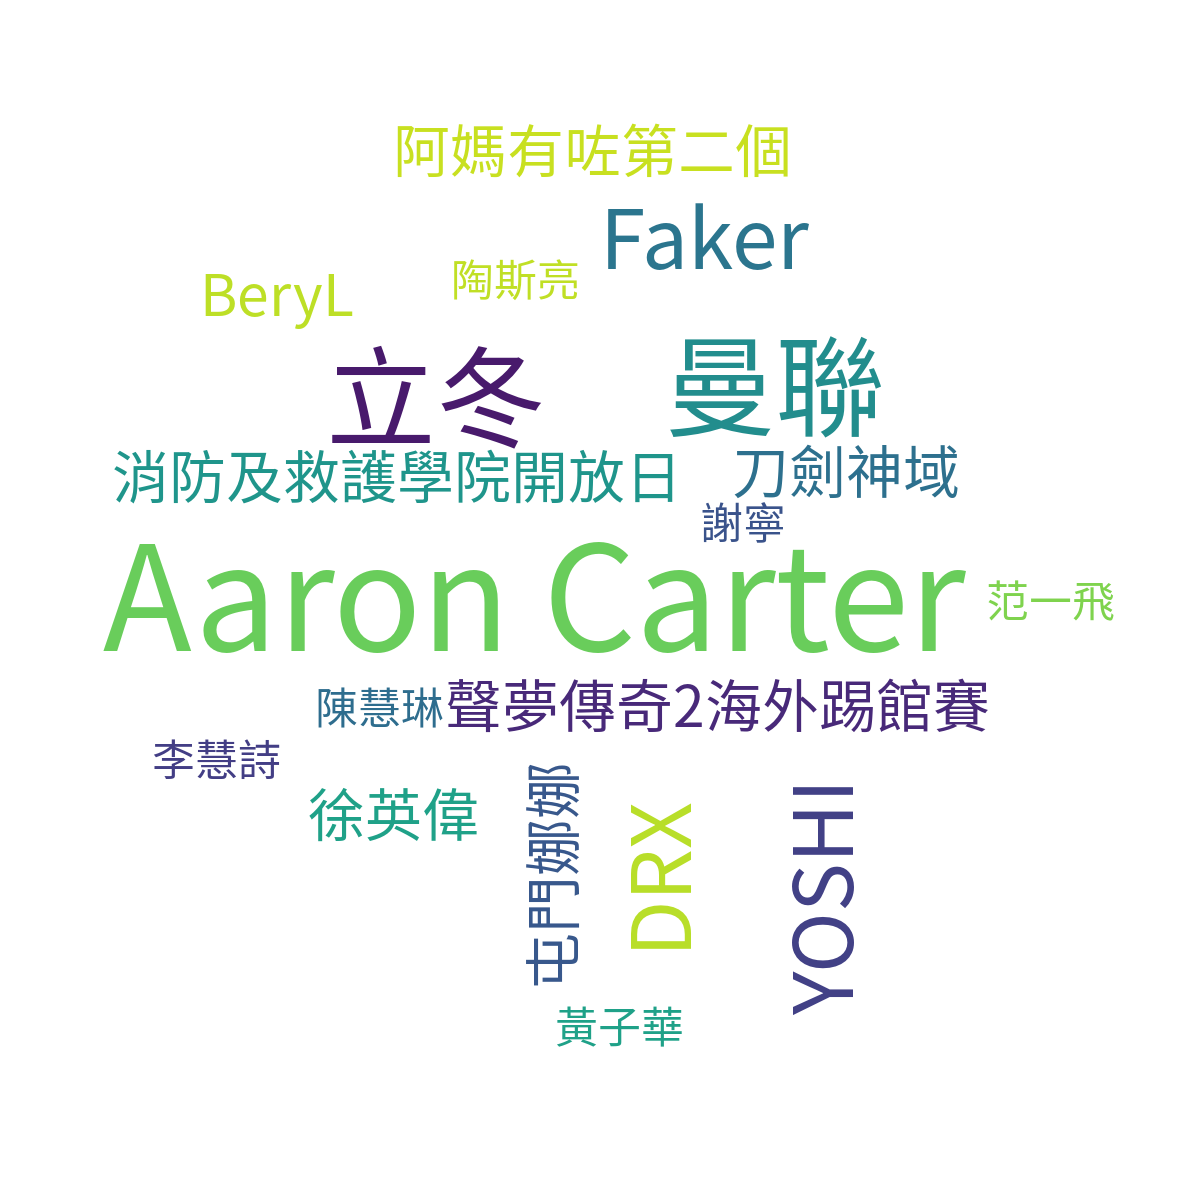 阿媽有咗第二個
Faker
陶斯亮
BeryL
立冬
曼聯
消防及救護學院開放日
刀劍神域
謝寧
Aaron Carter
范一飛
陳慧琳
聲夢傳奇2海外踢館賽
李慧詩
徐英偉
屯門娜娜
DRX
YOSHI
黃子華